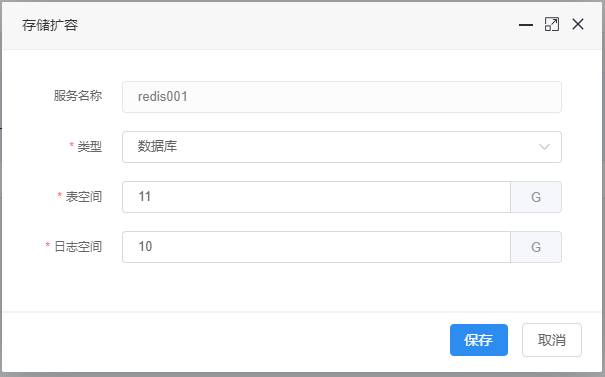 存储扩容
服务名称 redis001
* 类型 数据库
* 表空间 11 G
* 日志空间 10 G
保存 取消